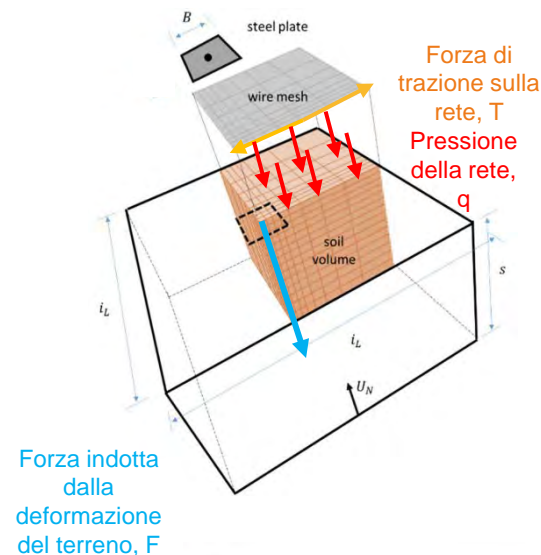 B
steel plate
wire mesh
Forza di
trazione sulla
rete, T
Pressione
della rete,
q
soil
volume
i_L
s
i_L
U_N
Forza indotta
dalla
deformazione
del terreno, F